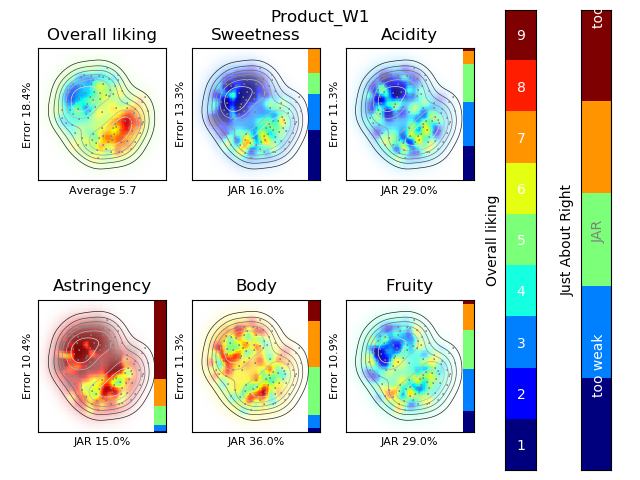 Product_W1
Overall liking
Sweetness
Acidity
Error 18.4%
Error 13.3%
Error 11.3%
Average 5.7
JAR 16.0%
JAR 29.0%
Astringency
Body
Fruity
Error 10.4%
Error 11.3%
Error 10.9%
JAR 15.0%
JAR 36.0%
JAR 29.0%
Overall liking
9
8
7
6
5
4
3
2
1
Just About Right
too
JAR
too weak